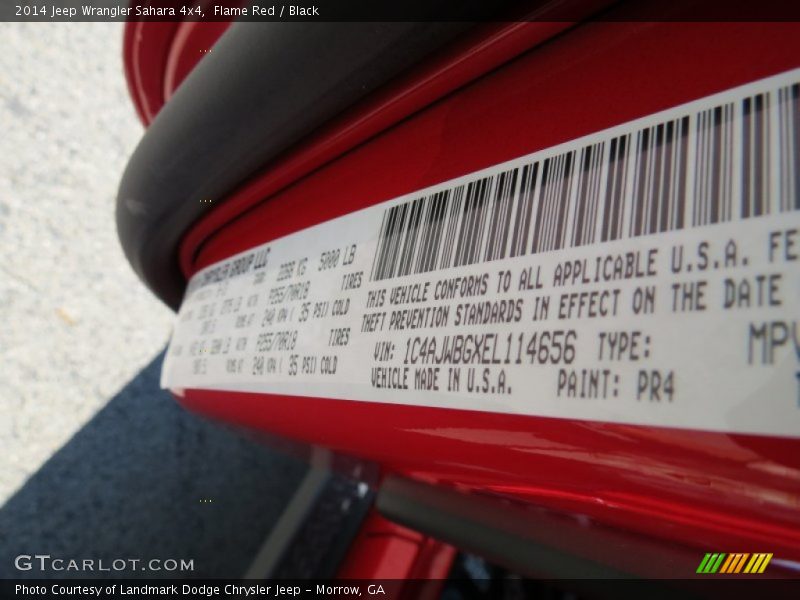 2014 Jeep Wrangler Sahara 4x4, Flame Red / Black
CHRYSLER GROUP LLC
2268 KG 5000 LB
P255/70R18 TIRES
240 KPA ( 35 PSI) COLD
P255/70R18 TIRES
240 KPA ( 35 PSI) COLD
THIS VEHICLE CONFORMS TO ALL APPLICABLE U.S.A. FE
THEFT PREVENTION STANDARDS IN EFFECT ON THE DATE
VIN: 1C4AJWBGXEL114656 TYPE: MPV
VEHICLE MADE IN U.S.A. PAINT: PR4
GTCARLOT.COM
Photo Courtesy of Landmark Dodge Chrysler Jeep - Morrow, GA